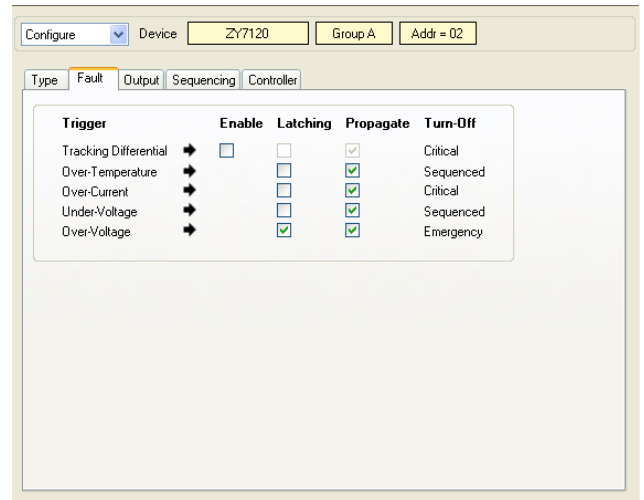 Configure Device ZY7120 Group A Addr = 02
Type Fault Output Sequencing Controller
Trigger Enable Latching Propagate Turn-Off
Tracking Differential Critical
Over-Temperature Sequenced
Over-Current Critical
Under-Voltage Sequenced
Over-Voltage Emergency